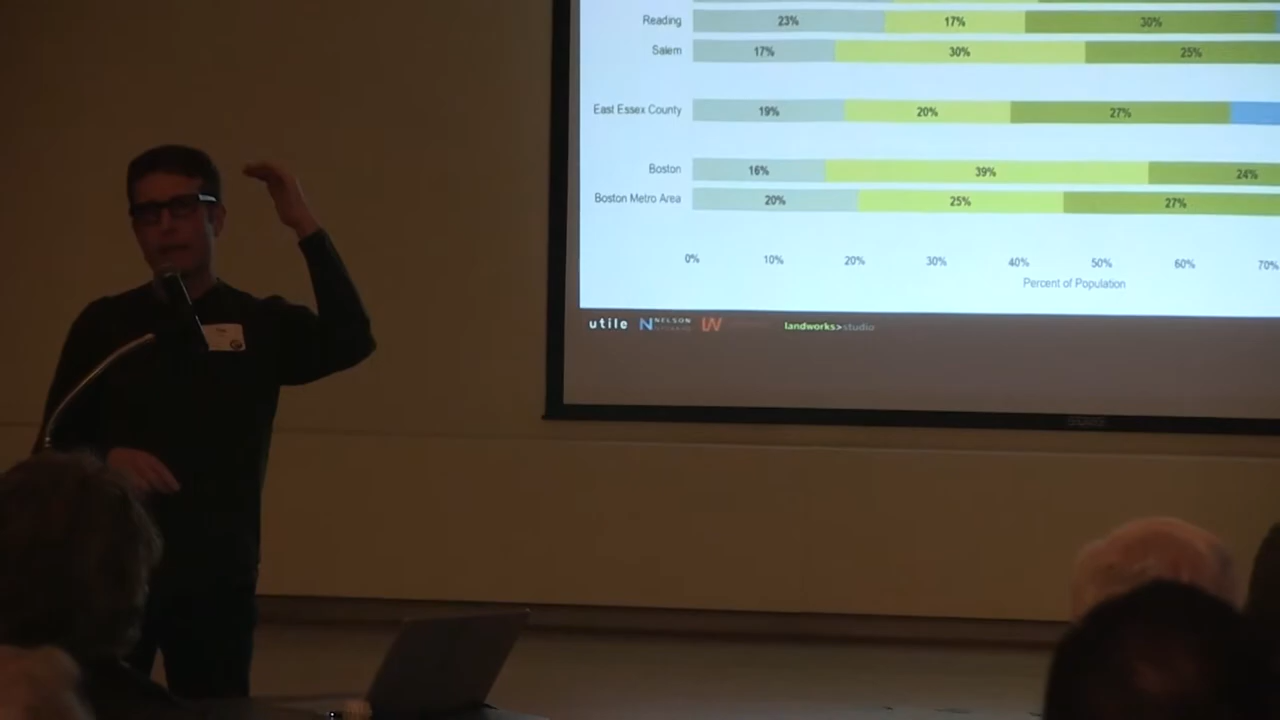 Reading 23% 17% 30%
Salem 17% 30% 25%
East Essex County 19% 20% 27%
Boston 16% 39% 24%
Boston Metro Area 20% 25% 27%
0% 10% 20% 30% 40% 50% 60% 70%
Percent of Population
utile NELSON landworks>studio